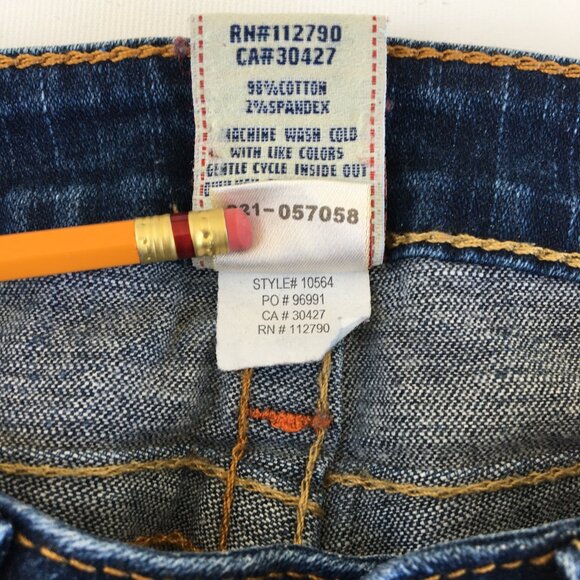 RN#112790
CA#30427
98%COTTON
2%SPANDEX
MACHINE WASH COLD
WITH LIKE COLORS
GENTLE CYCLE INSIDE OUT
-057058
STYLE# 10564
PO # 96991
CA # 30427
RN # 112790